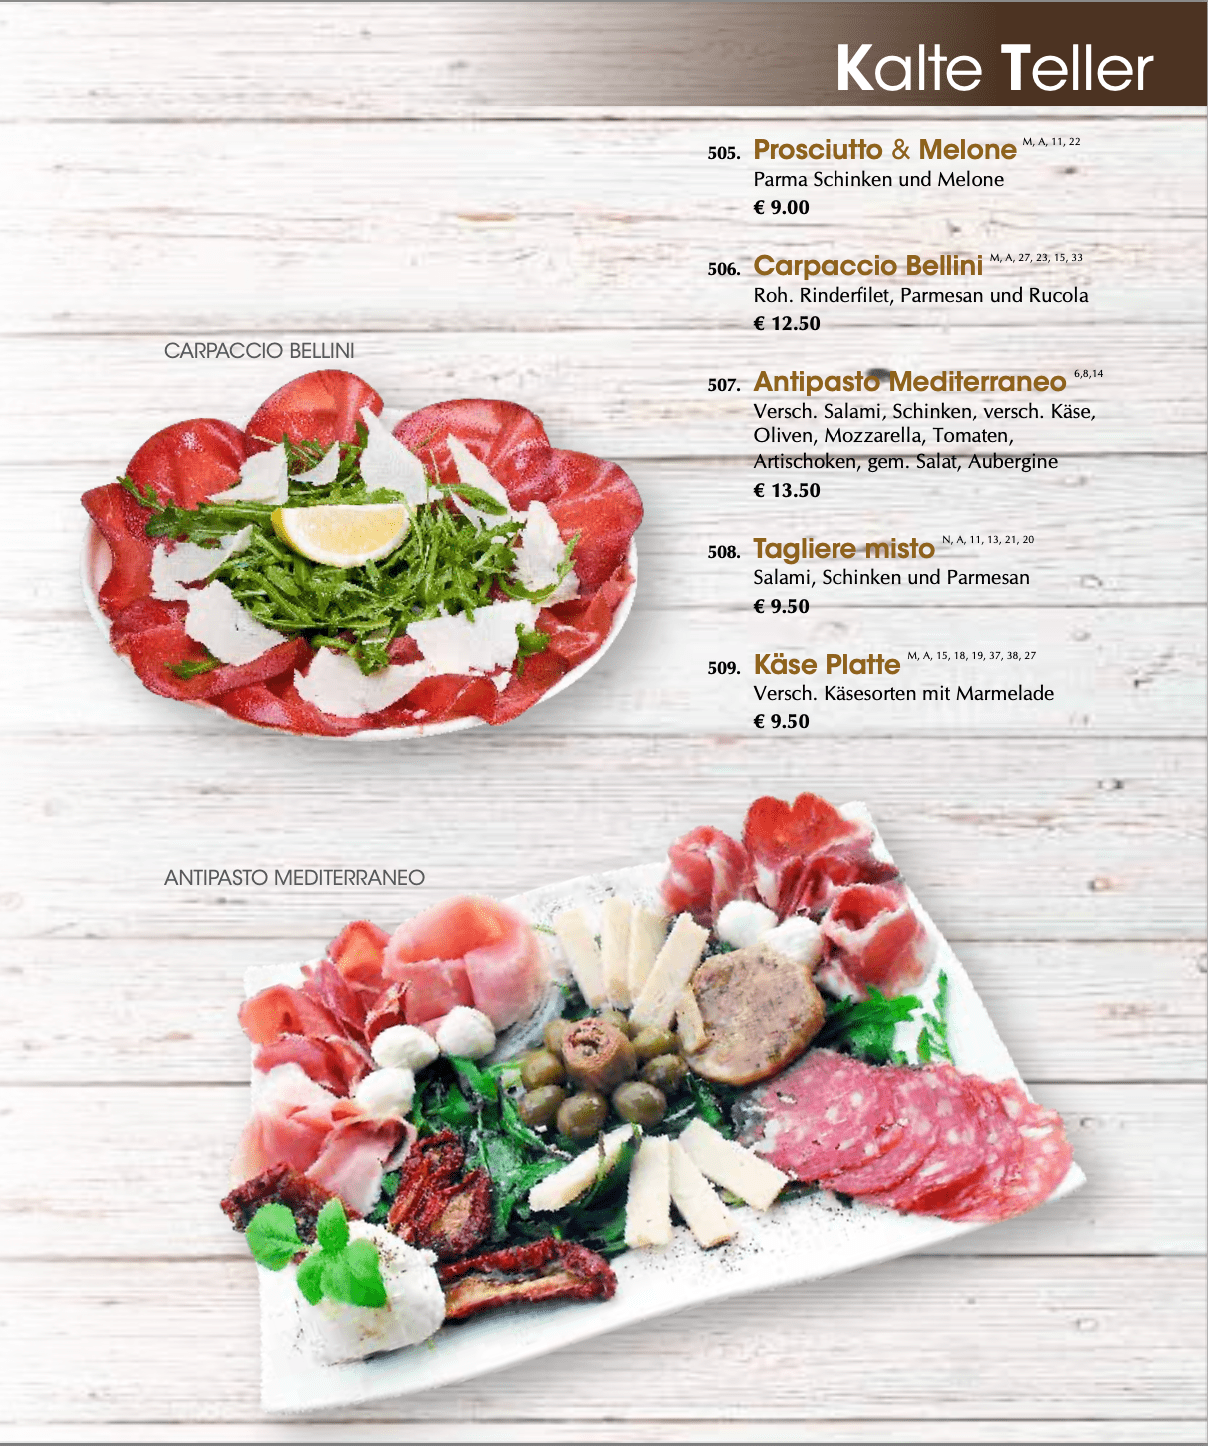 Kalte Teller
505. Prosciutto & Melone M, A, 11, 22
Parma Schinken und Melone
€ 9.00
506. Carpaccio Bellini M, A, 27, 23, 15, 33
Roh. Rinderfilet, Parmesan und Rucola
€ 12.50
CARPACCIO BELLINI
507. Antipasto Mediterraneo 6,8,14
Versch. Salami, Schinken, versch. Käse,
Oliven, Mozzarella, Tomaten,
Artischoken, gem. Salat, Aubergine
€ 13.50
508. Tagliere misto N, A, 11, 13, 21, 20
Salami, Schinken und Parmesan
€ 9.50
509. Käse Platte M, A, 15, 18, 19, 37, 38, 27
Versch. Käsesorten mit Marmelade
€ 9.50
ANTIPASTO MEDITERRANEO